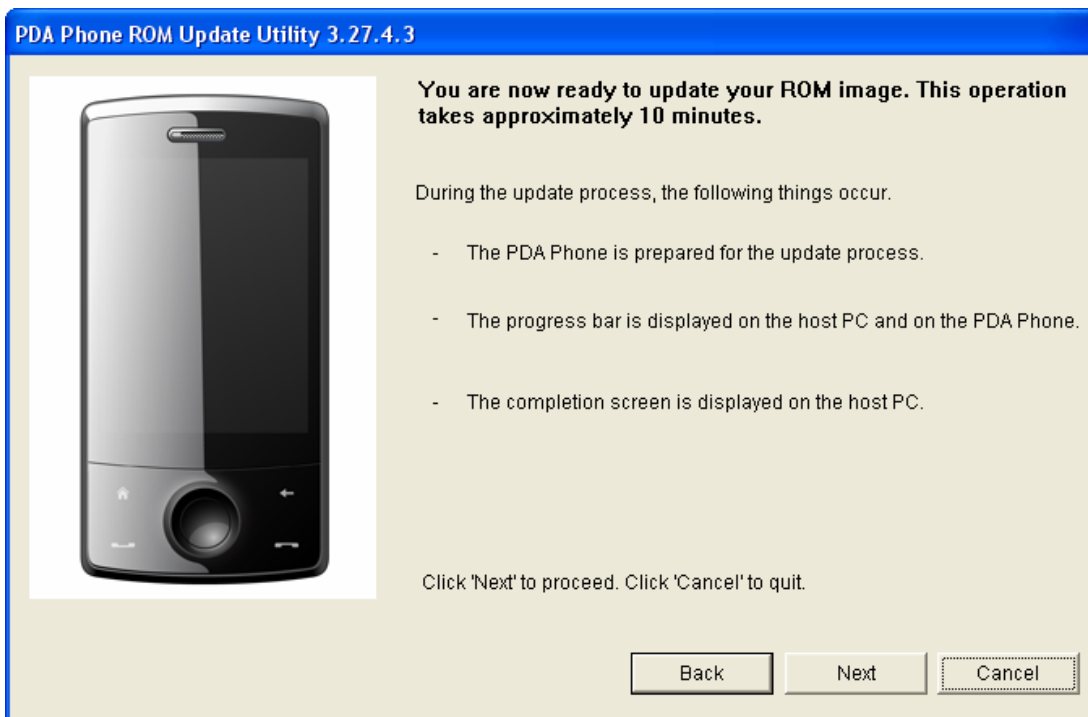 PDA Phone ROM Update Utility 3.27.4.3
You are now ready to update your ROM image. This operation
takes approximately 10 minutes.
During the update process, the following things occur.
- The PDA Phone is prepared for the update process.
- The progress bar is displayed on the host PC and on the PDA Phone.
- The completion screen is displayed on the host PC.
Click 'Next' to proceed. Click 'Cancel' to quit.
Back Next Cancel